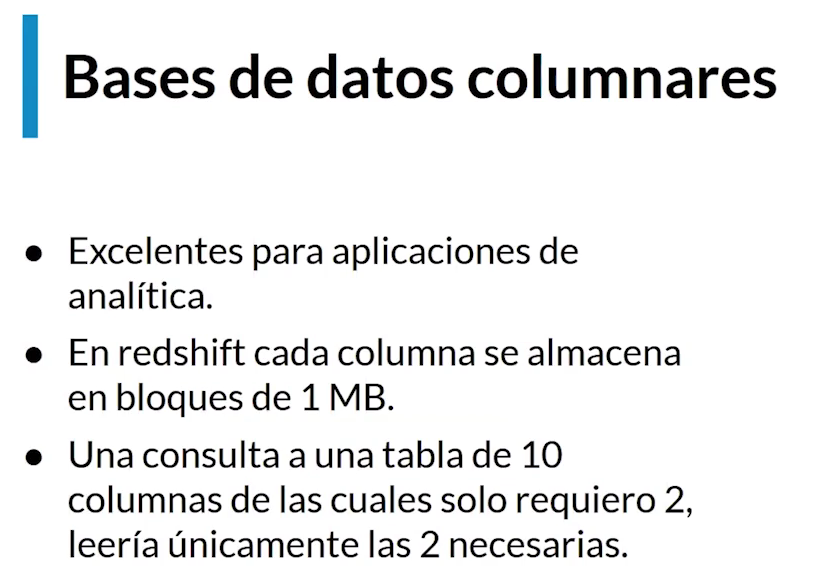 Bases de datos columnares
● Excelentes para aplicaciones de
analítica.
● En redshift cada columna se almacena
en bloques de 1 MB.
● Una consulta a una tabla de 10
columnas de las cuales solo requiero 2,
leería únicamente las 2 necesarias.